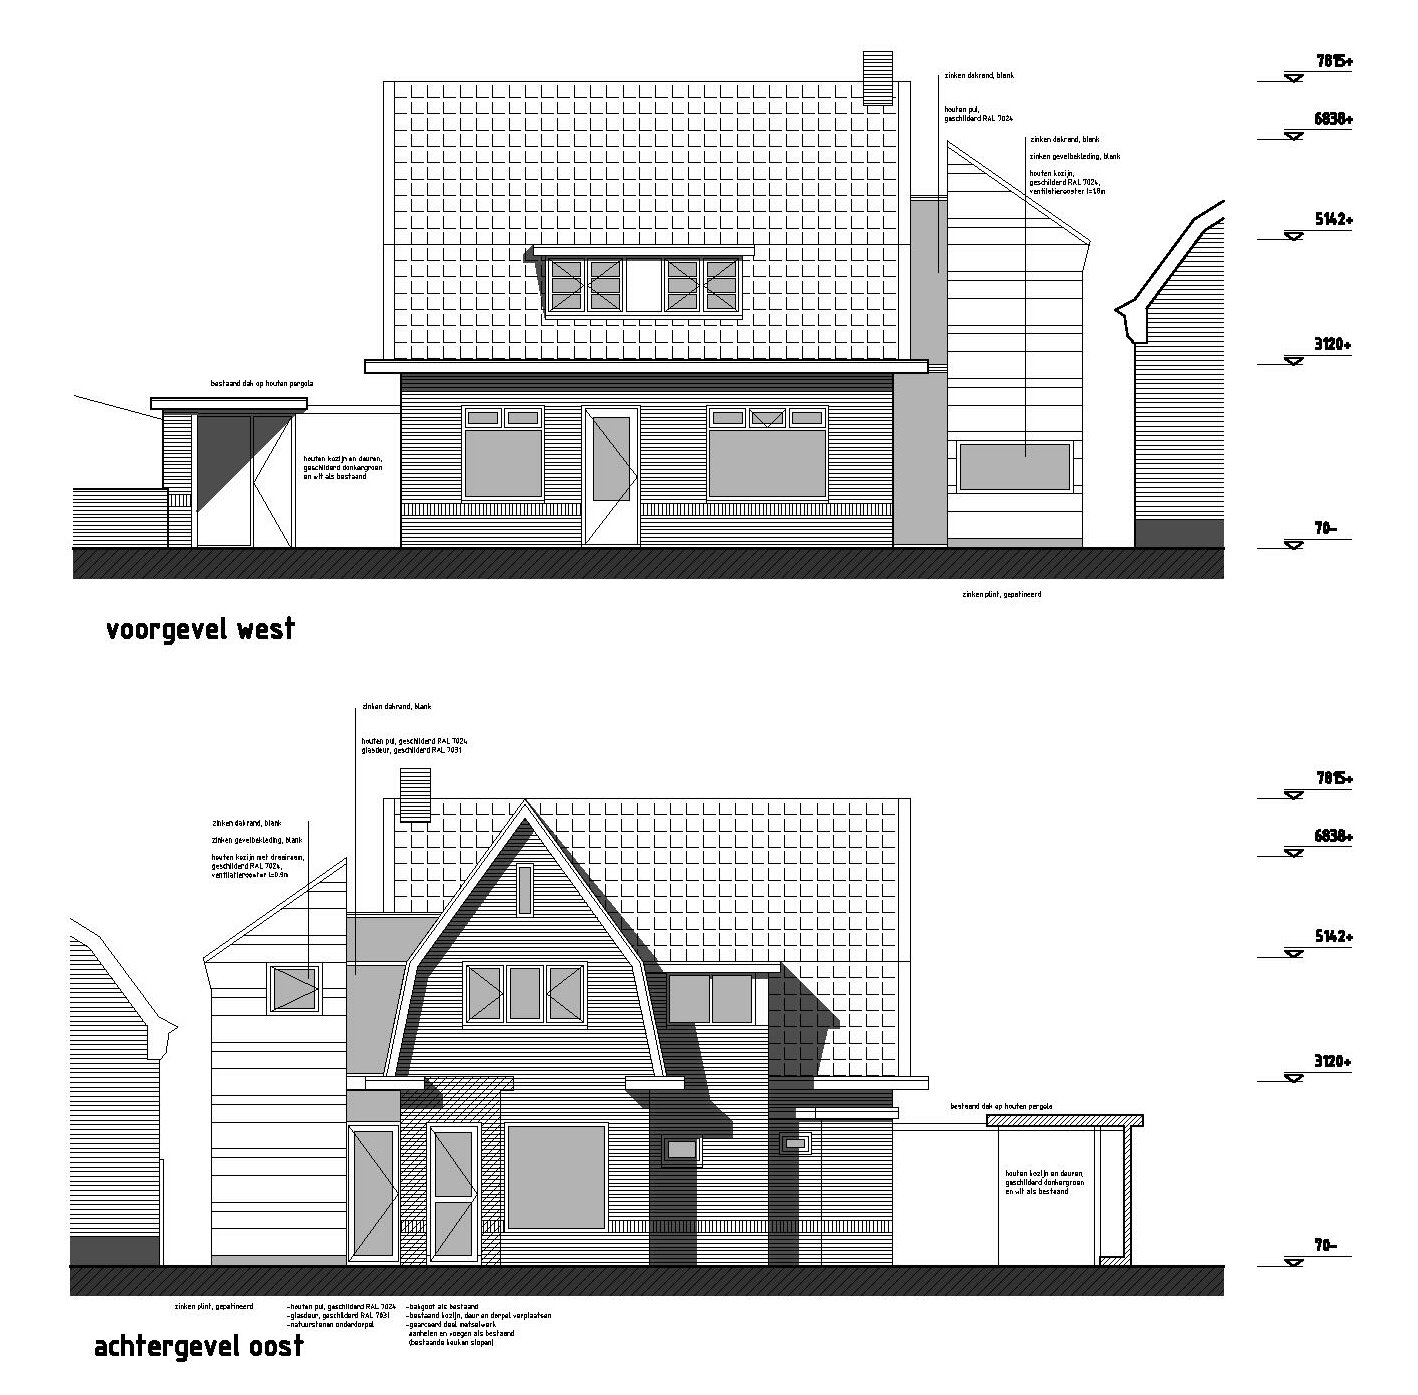 7815+
zinken dakrand, blank
houten pui,
geschilderd RAL 7024
6838+
zinken dakrand, blank
zinken gevelbekleding, blank
houten kozijn,
geschilderd RAL 7024,
ventilatierooster l=1.8m
5142+
3120+
bestaand dak op houten pergola
houten kozijn en deuren,
geschilderd donkergroen
en wit als bestaand
70-
zinken plint, gepatineerd
voorgevel west
zinken dakrand, blank
houten pui, geschilderd RAL 7024
glasdeur, geschilderd RAL 7031
7815+
zinken dakrand, blank
zinken gevelbekleding, blank
houten kozijn met draairaam,
geschilderd RAL 7024,
ventilatierooster l=0.9m
6838+
5142+
3120+
bestaand dak op houten pergola
houten kozijn en deuren,
geschilderd donkergroen
en wit als bestaand
70-
zinken plint, gepatineerd
-houten pui, geschilderd RAL 7024
-glasdeur, geschilderd RAL 7031
-natuurstenen onderdorpel
-bakgoot als bestaand
-bestaand kozijn, deur en dorpel verplaatsen
-gearceerd deel metselwerk
aanhelen en voegen als bestaand
(bestaande keuken slopen)
achtergevel oost